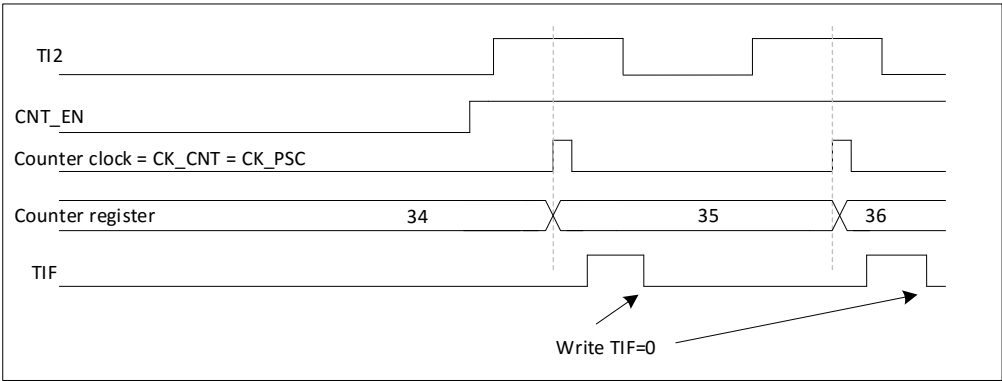 TI2
CNT_EN
Counter clock = CK_CNT = CK_PSC
Counter register 34 35 36
TIF
Write TIF=0